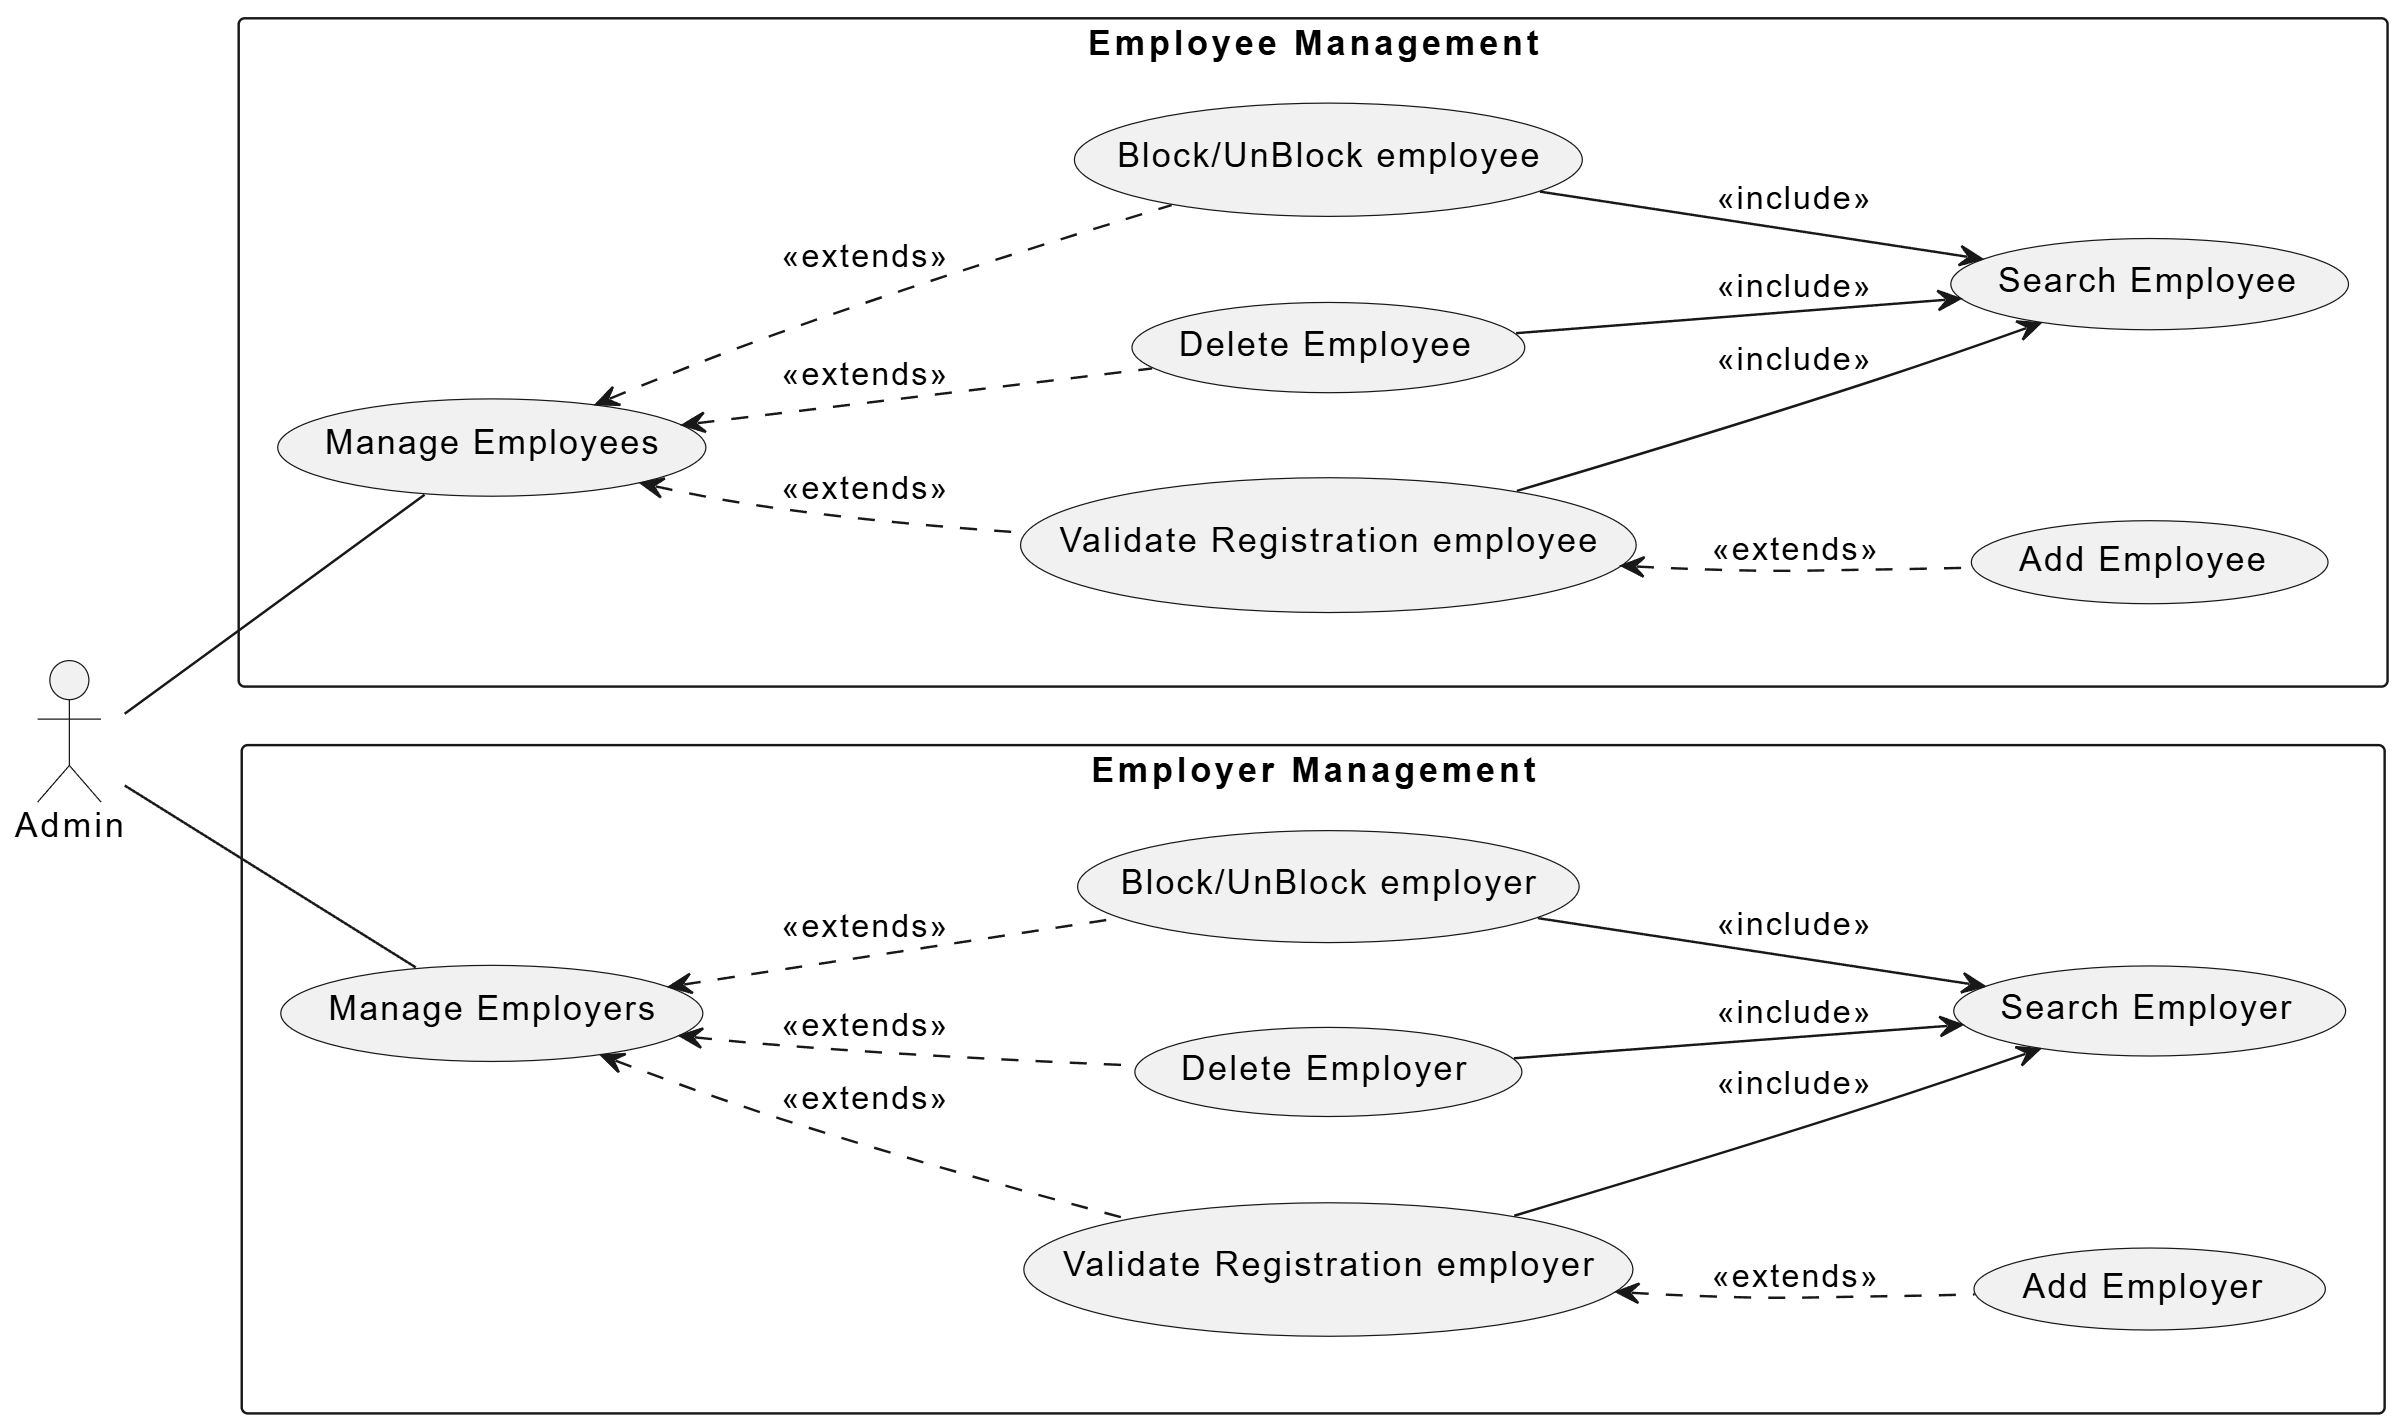 Employee Management
Block/UnBlock employee
«include»
«extends»
Search Employee
«include»
Delete Employee
«include»
«extends»
Manage Employees
«extends»
Validate Registration employee
«extends»
Add Employee
Admin
Employer Management
Block/UnBlock employer
«include»
«extends»
Search Employer
Manage Employers
«include»
«extends»
Delete Employer
«include»
«extends»
Validate Registration employer
«extends»
Add Employer